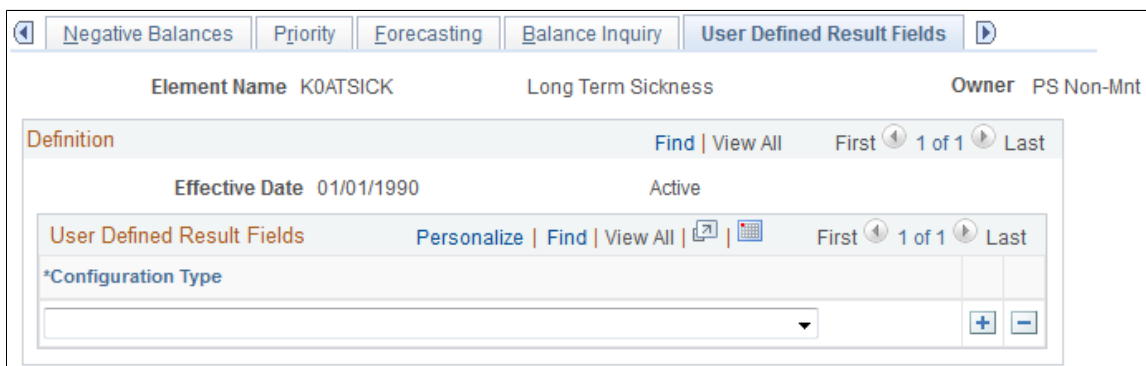 Negative Balances Priority Forecasting Balance Inquiry User Defined Result Fields
Element Name K0ATSICK Long Term Sickness Owner PS Non-Mnt
Definition Find | View All First 1 of 1 Last
Effective Date 01/01/1990 Active
User Defined Result Fields Personalize | Find | View All | | First 1 of 1 Last
*Configuration Type